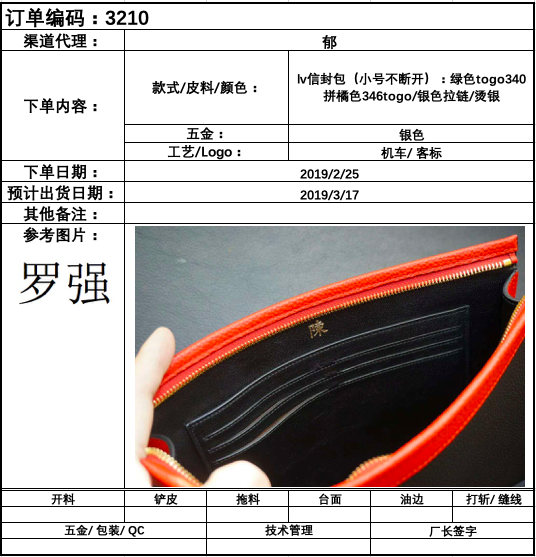 订单编码：3210
渠道代理：
郁
下单内容：
款式/皮料/颜色：
lv信封包（小号不断开）：绿色togo340
拼橘色346togo/银色拉链/烫银
五金：
银色
工艺/Logo：
机车/ 客标
下单日期：
2019/2/25
预计出货日期：
2019/3/17
其他备注：
参考图片：
罗强
陳
开料
铲皮
拖料
台面
油边
打斩/ 缝线
五金/ 包装/ QC
技术管理
厂长签字